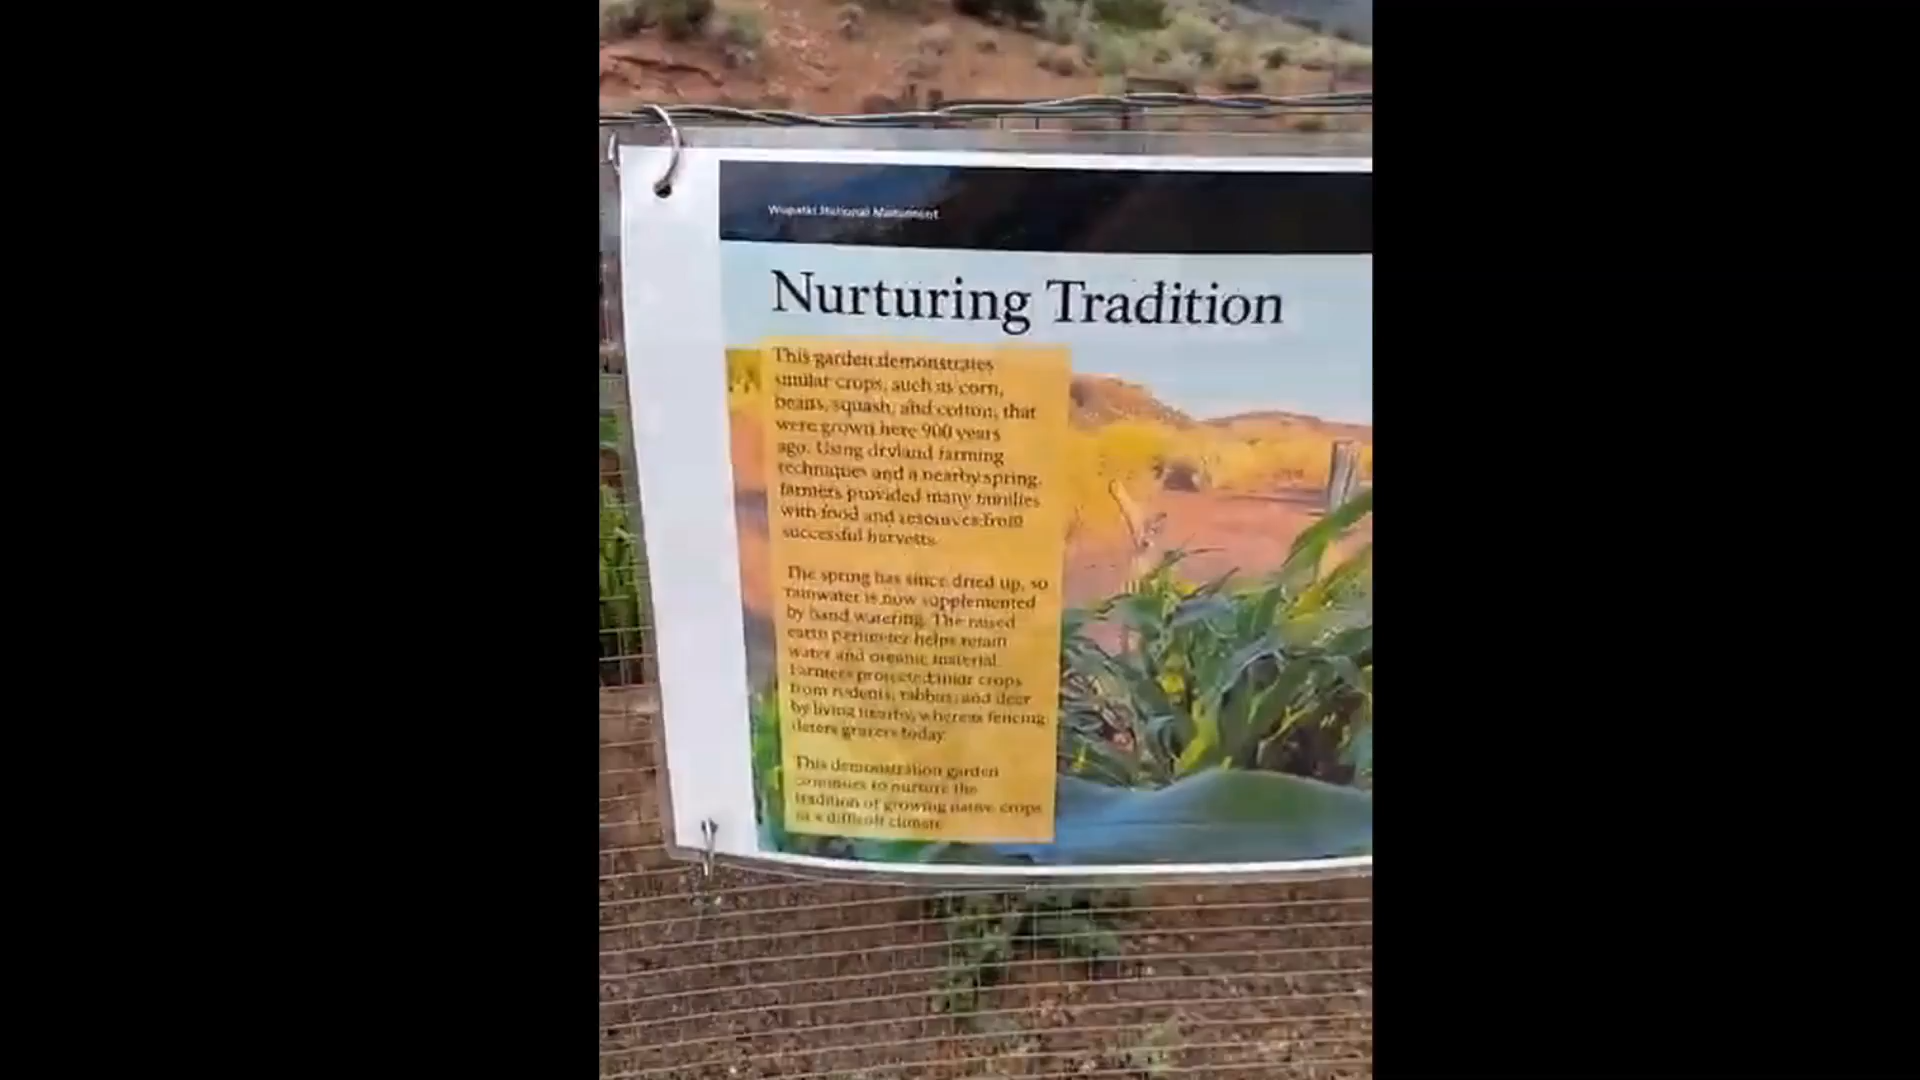 Wupatki National Monument
Nurturing Tradition
This garden demonstrates
similar crops, such as corn,
beans, squash, and cotton, that
were grown here 900 years
ago. Using dryland farming
techniques and a nearby spring,
farmers provided many families
with food and resources from
successful harvests.
The spring has since dried up, so
rainwater is now supplemented
by hand watering. The raised
earth perimeter helps retain
water and organic material.
Farmers protected their crops
from rodents, rabbits, and deer
by living nearby, whereas fencing
deters grazers today.
This demonstration garden
continues to nurture the
tradition of growing native crops
in a difficult climate.